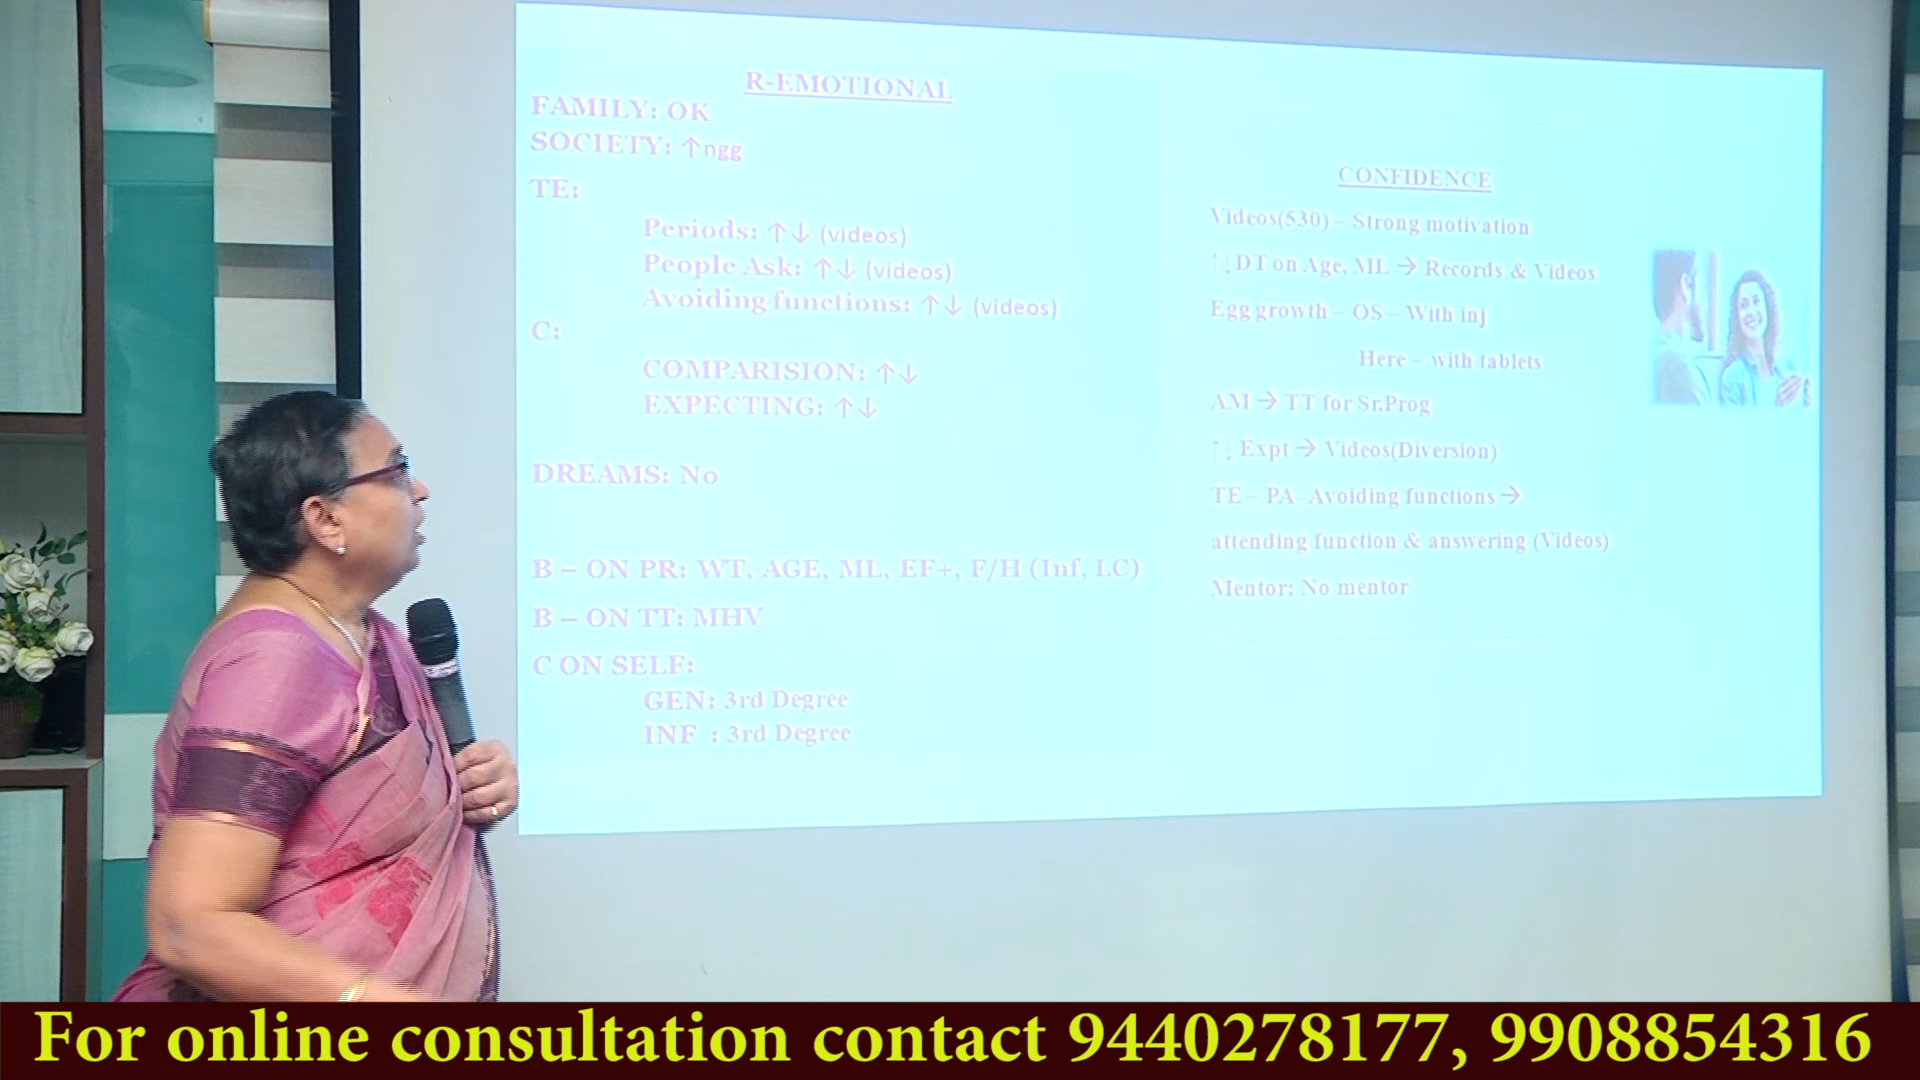 R-EMOTIONAL
FAMILY: OK
SOCIETY: ↑ngg
TE:
Periods: ↑↓ (videos)
People Ask: ↑↓ (videos)
Avoiding functions: ↑↓ (videos)
C:
COMPARISION: ↑↓
EXPECTING: ↑↓
DREAMS: No
B – ON PR: WT, AGE, ML, EF+, F/H (Inf, LC)
B – ON TT: MHV
C ON SELF:
GEN: 3rd Degree
INF : 3rd Degree
CONFIDENCE
Videos(530) – Strong motivation
↑↓DT on Age, ML → Records & Videos
Egg growth – OS – With inj
Here – with tablets
AM → TT for Sr.Prog
↑↓ Expt → Videos(Diversion)
TE – PA- Avoiding functions →
attending function & answering (Videos)
Mentor: No mentor
For online consultation contact 9440278177, 9908854316